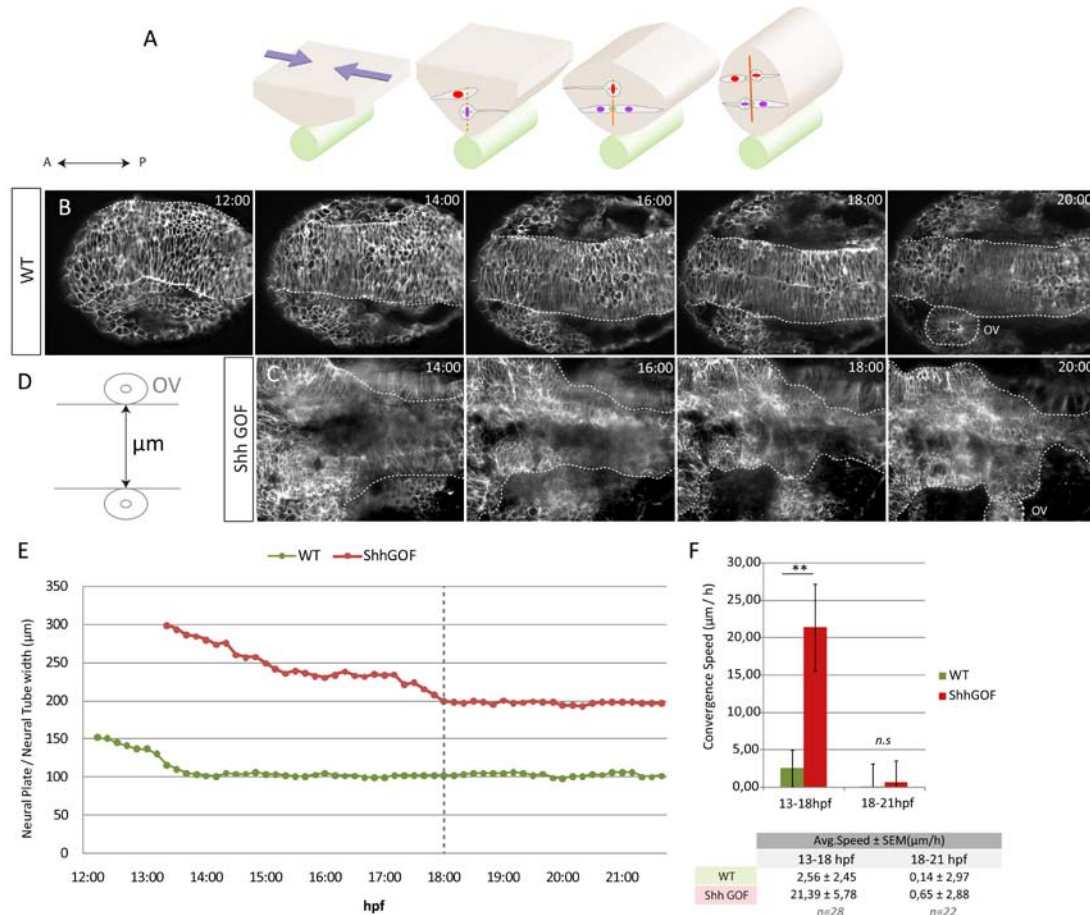 A
A P
WT
B
12:00
14:00
16:00
18:00
20:00
OV
D
OV
µm
Shh GOF
C
14:00
16:00
18:00
20:00
OV
E
WT ShhGOF
Neural Plate / Neural Tube width (µm)
350
300
250
200
150
100
50
0
12:00 13:00 14:00 15:00 16:00 17:00 18:00 19:00 20:00 21:00
hpf
F
Convergence Speed (µm / h)
30,00
25,00
20,00
15,00
10,00
5,00
0,00
**
n.s
WT
ShhGOF
13-18hpf 18-21hpf
Avg.Speed ± SEM(µm/h)
13-18 hpf 18-21 hpf
WT 2,56 ± 2,45 0,14 ± 2,97
Shh GOF 21,39 ± 5,78 0,65 ± 2,88
n=28 n=22